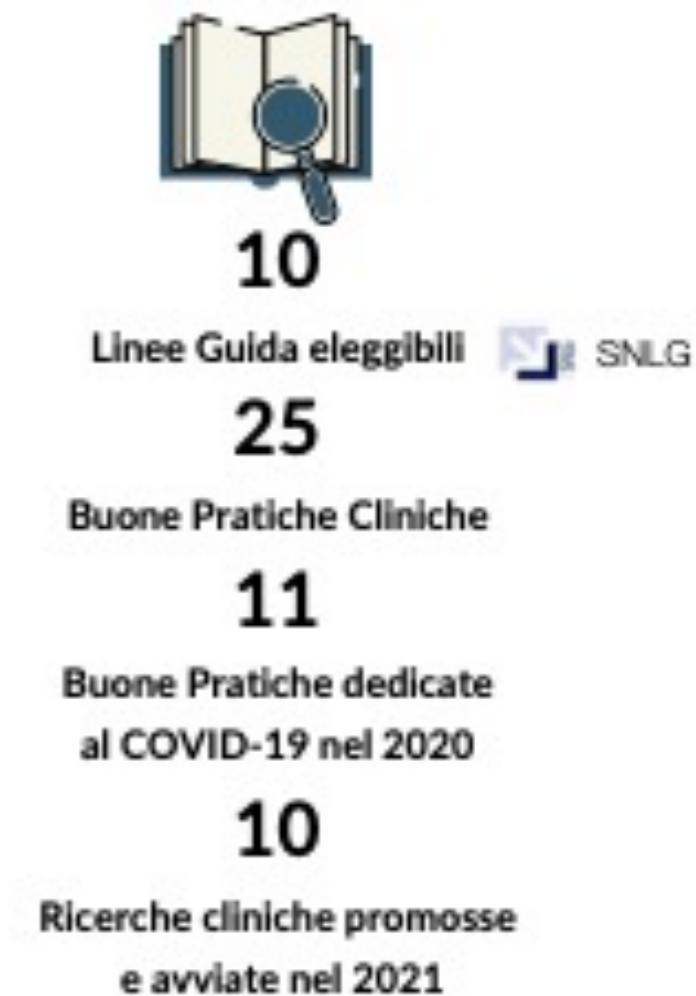 10
Linee Guida eleggibili SNLG
25
Buone Pratiche Cliniche
11
Buone Pratiche dedicate
al COVID-19 nel 2020
10
Ricerche cliniche promosse
e avviate nel 2021